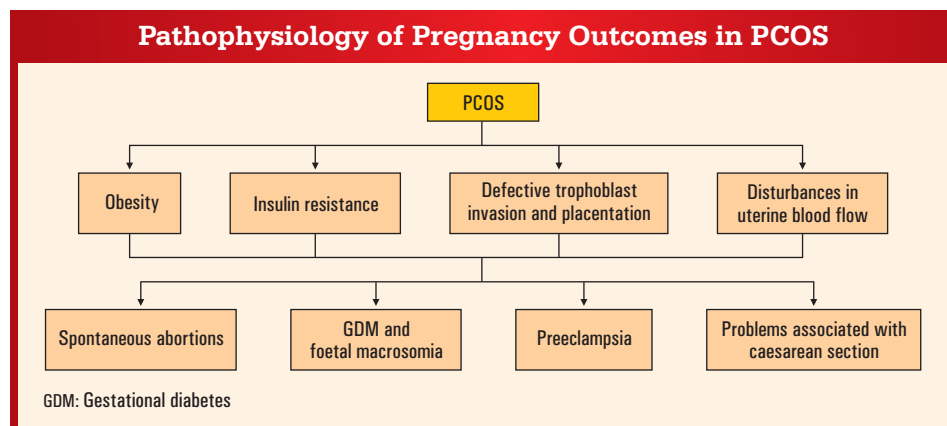 Pathophysiology of Pregnancy Outcomes in PCOS
PCOS
Obesity
Insulin resistance
Defective trophoblast
invasion and placentation
Disturbances in
uterine blood flow
Spontaneous abortions
GDM and
foetal macrosomia
Preeclampsia
Problems associated with
caesarean section
GDM: Gestational diabetes